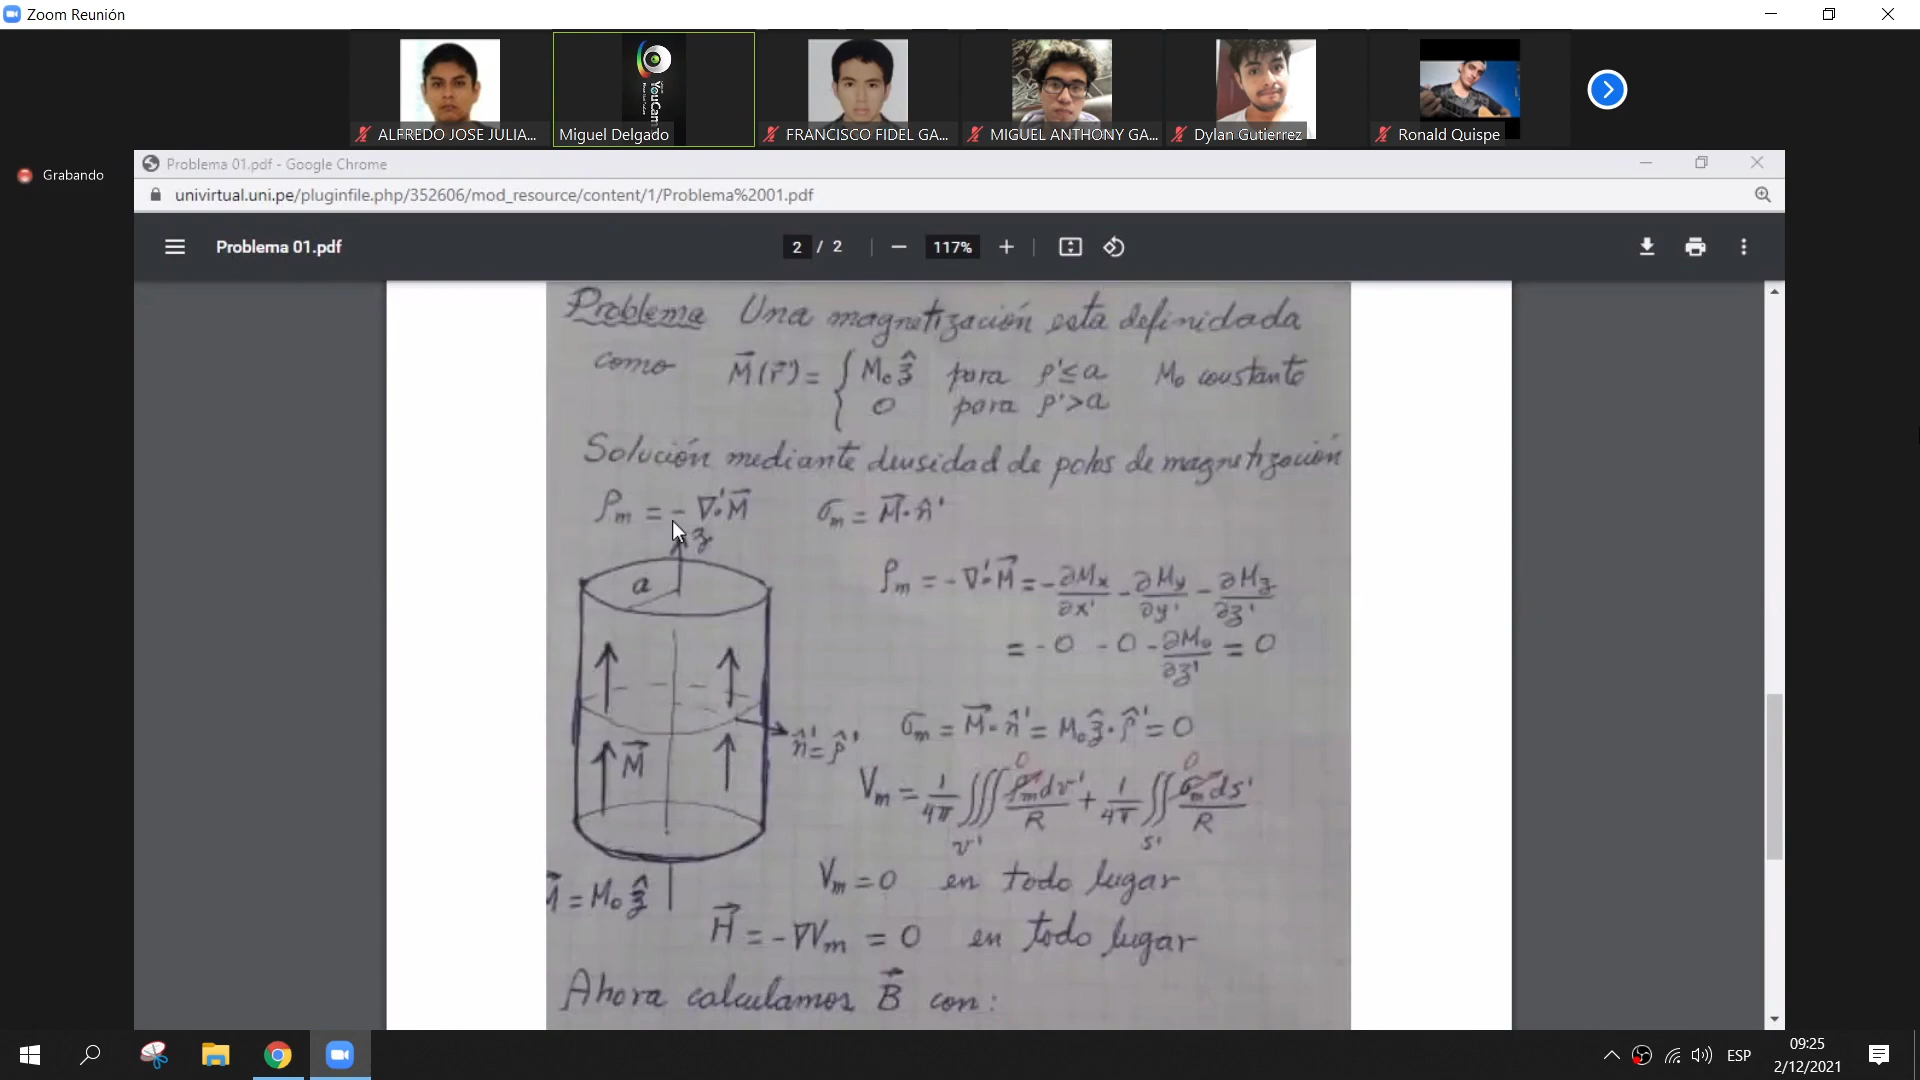 Zoom Reunión
YouCam
ALFREDO JOSE JULIA...
Miguel Delgado
FRANCISCO FIDEL GA...
MIGUEL ANTHONY GA...
Dylan Gutierrez
Ronald Quispe
Grabando
Problema 01.pdf - Google Chrome
univirtual.uni.pe/pluginfile.php/352606/mod_resource/content/1/Problema%2001.pdf
Problema 01.pdf
2 / 2
117%
Problema Una magnetización esta definidada
como M⃗(r⃗') = { M₀ ẑ para ρ' ≤ a M₀ constante
0 para ρ' > a
Solución mediante densidad de polos de magnetización
ρm = - ∇'·M⃗ σm = M⃗·n̂'
z
a
ρm = -∇'·M⃗ = -∂Mx/∂x' - ∂My/∂y' - ∂Mz/∂z'
= -0 -0 -∂M₀/∂z' = 0
σm = M⃗·n̂' = M₀ẑ·ρ̂' = 0
n̂' = ρ̂'
M⃗
Vm = 1/4π ∭v' ρm dv'/R + 1/4π ∬s' σm ds'/R
0 0
Vm = 0 en todo lugar
M⃗ = M₀ ẑ
H⃗ = -∇Vm = 0 en todo lugar
Ahora calculamos B⃗ con:
ESP
09:25
2/12/2021